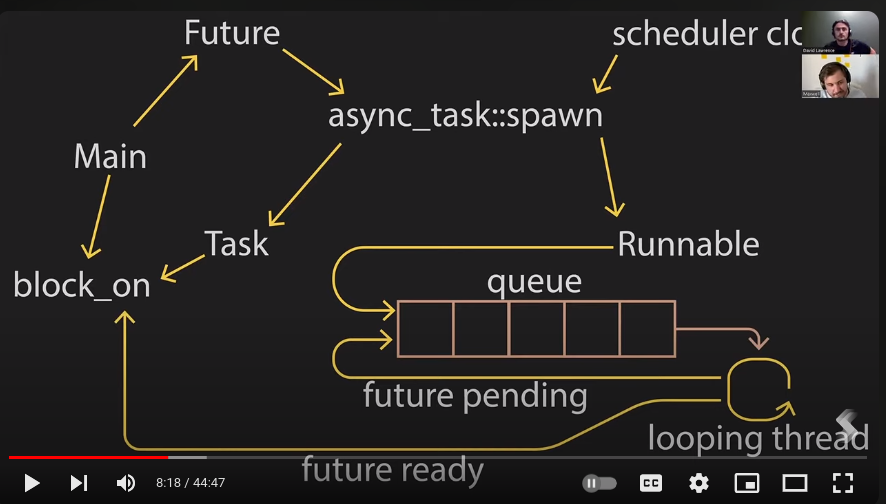 Future
scheduler clo
David Lawrence
async_task::spawn
Main
Task
Runnable
block_on
queue
future pending
looping thread
future ready
8:18 / 44:47
CC